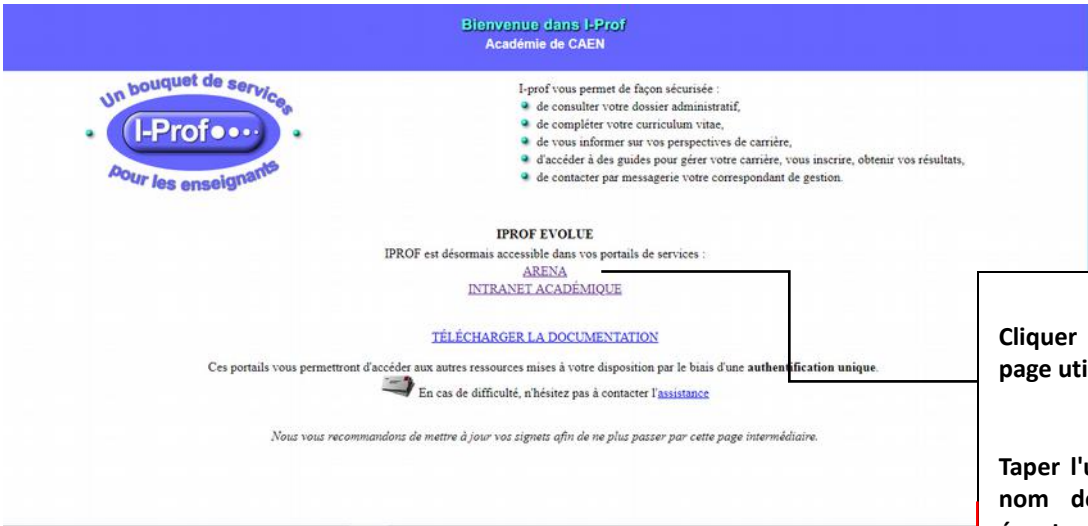 Bienvenue dans I-Prof
Académie de CAEN
Un bouquet de services
I-Prof
pour les enseignants
I-prof vous permet de façon sécurisée :
de consulter votre dossier administratif,
de compléter votre curriculum vitae,
de vous informer sur vos perspectives de carrière,
d'accéder à des guides pour gérer votre carrière, vous inscrire, obtenir vos résultats,
de contacter par messagerie votre correspondant de gestion.
IPROF EVOLUE
IPROF est désormais accessible dans vos portails de services :
ARENA
INTRANET ACADÉMIQUE
TÉLÉCHARGER LA DOCUMENTATION
Ces portails vous permettront d'accéder aux autres ressources mises à votre disposition par le biais d'une authentification unique.
En cas de difficulté, n'hésitez pas à contacter l'assistance
Nous vous recommandons de mettre à jour vos signets afin de ne plus passer par cette page intermédiaire.
Cliquer
page uti
Taper l'u
nom de